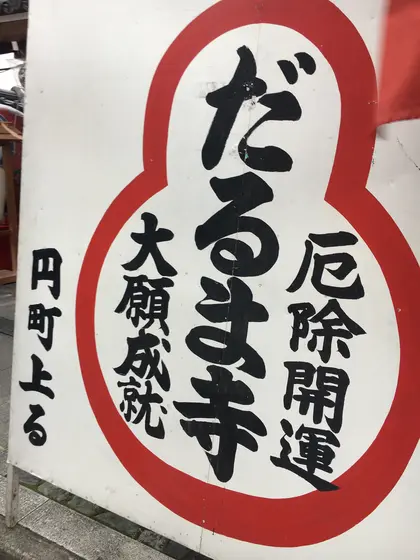 厄除開運
だるま寺
大願成就
円町上る